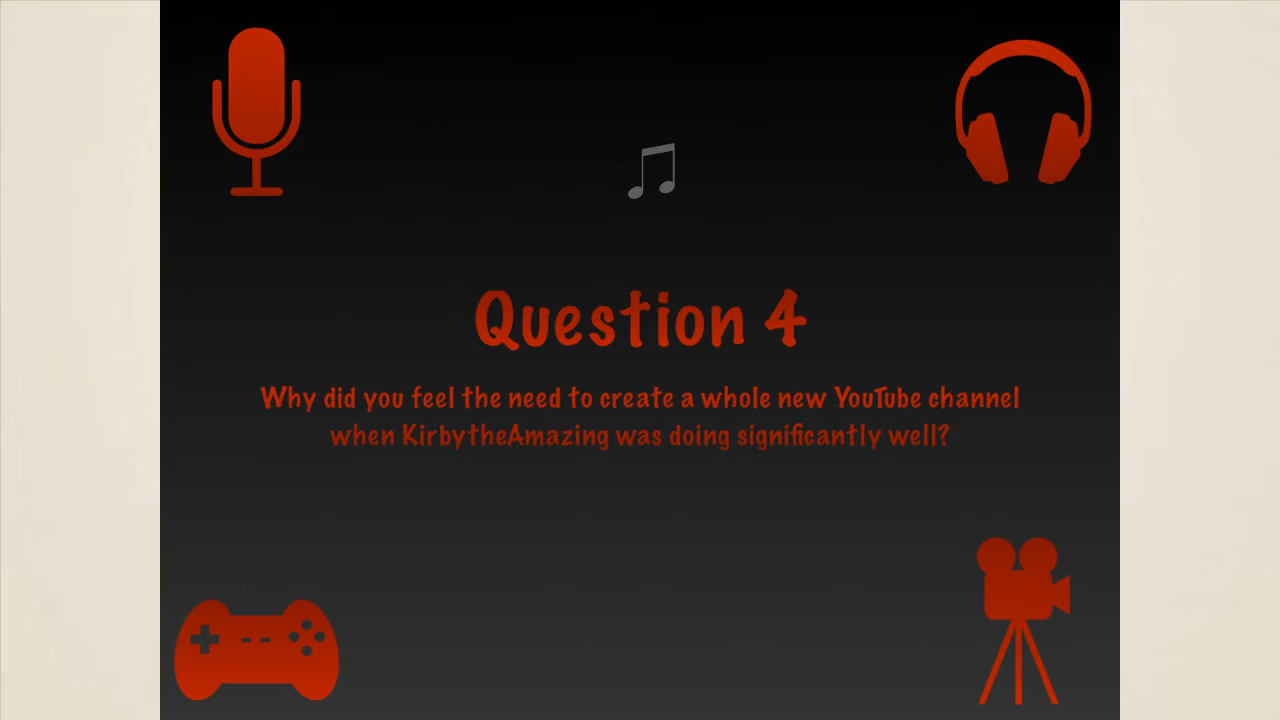 Question 4
Why did you feel the need to create a whole new YouTube channel
when KirbytheAmazing was doing significantly well?